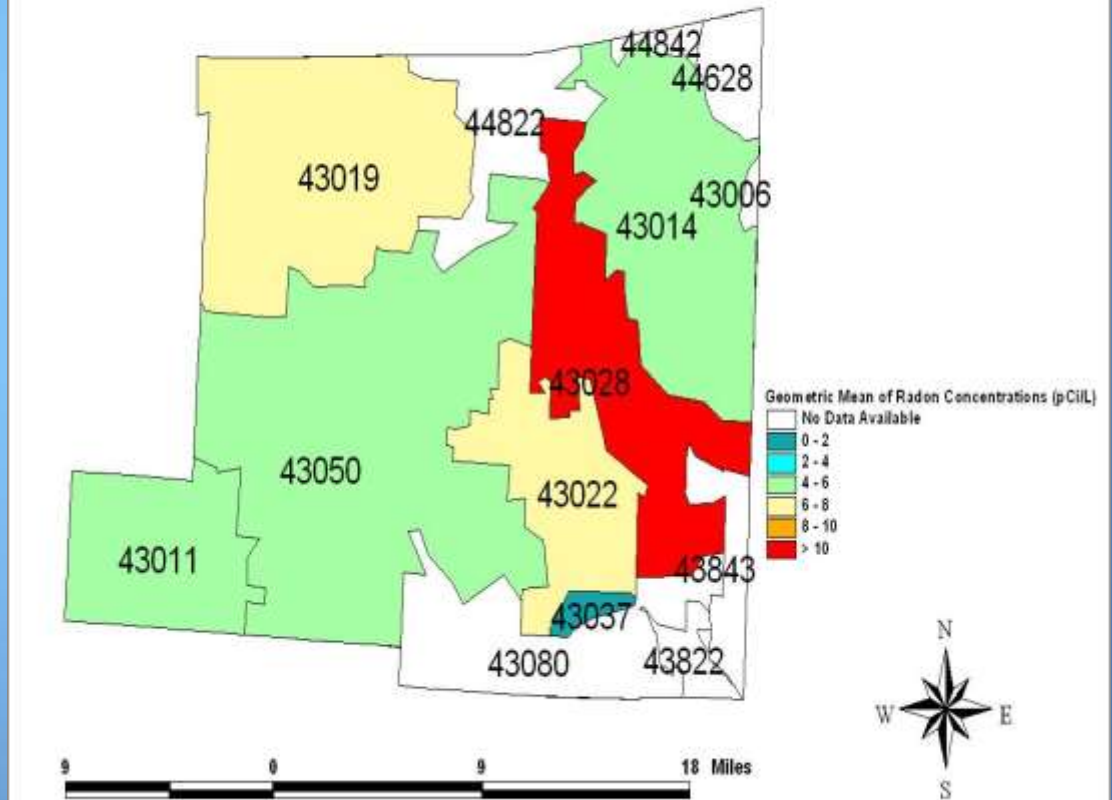 44842
44628
44822
43019
43006
43014
43028
43050
43022
43011
43843
43037
43080
43822
Geometric Mean of Radon Concentrations (pCi/L)
No Data Available
0 - 2
2 - 4
4 - 6
6 - 8
8 - 10
> 10
N
W E
S
9 0 9 18 Miles